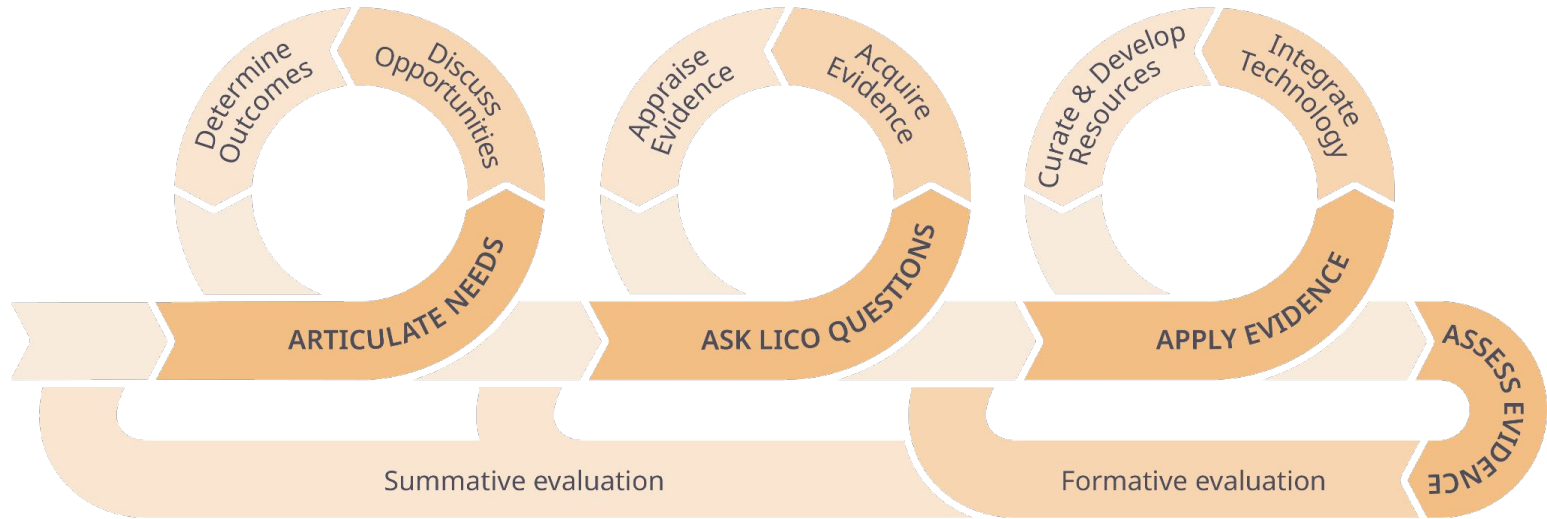 Determine
Outcomes
Discuss
Opportunities
ARTICULATE NEEDS
Appraise
Evidence
Acquire
Evidence
ASK LICO QUESTIONS
Curate & Develop
Resources
Integrate
Technology
APPLY EVIDENCE
ASSESS EVIDENCE
Summative evaluation
Formative evaluation